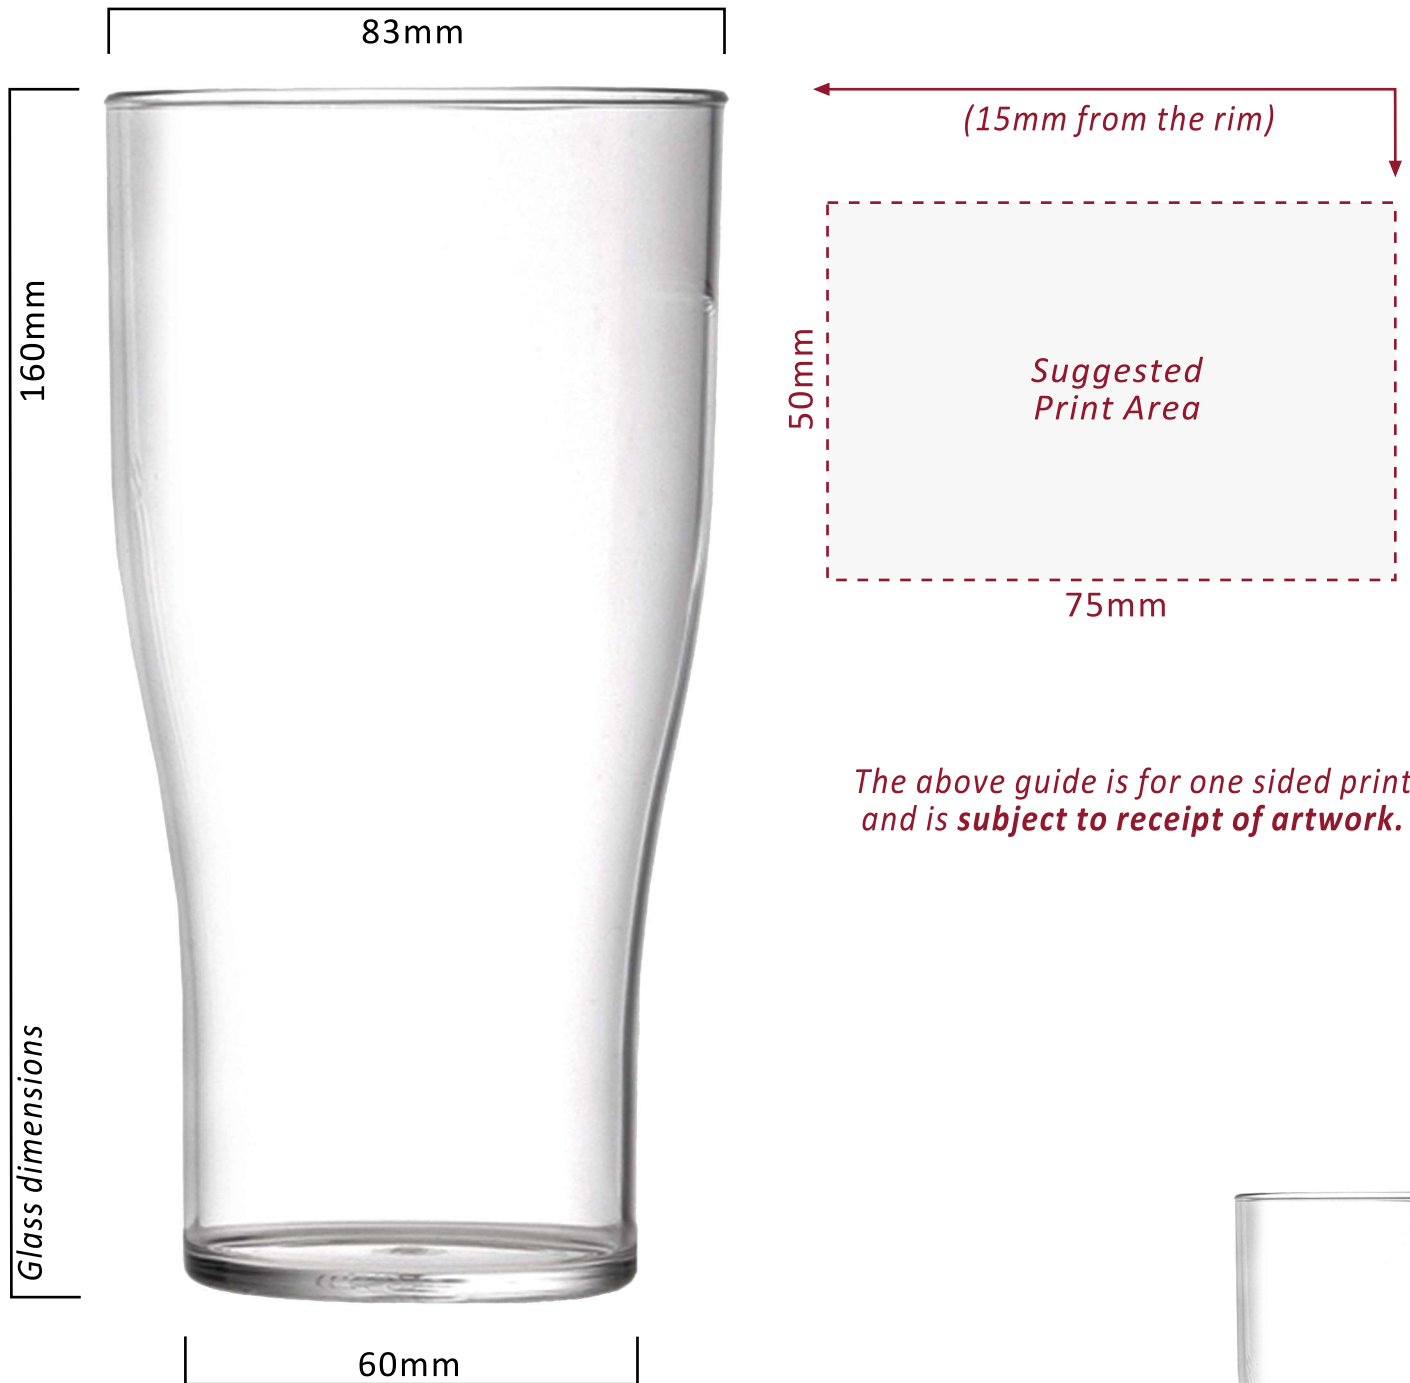 83mm
(15mm from the rim)
160mm
50mm
Suggested
Print Area
75mm
The above guide is for one sided print
and is subject to receipt of artwork.
Glass dimensions
60mm